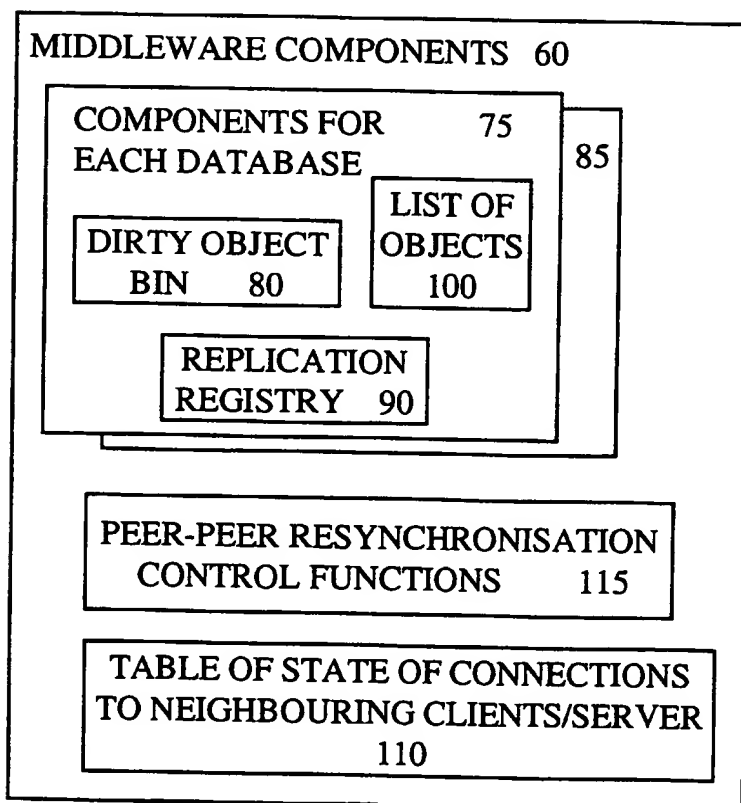 MIDDLEWARE COMPONENTS 60
COMPONENTS FOR 75
EACH DATABASE
85
LIST OF
OBJECTS
100
DIRTY OBJECT
BIN 80
REPLICATION
REGISTRY 90
PEER-PEER RESYNCHRONISATION
CONTROL FUNCTIONS 115
TABLE OF STATE OF CONNECTIONS
TO NEIGHBOURING CLIENTS/SERVER
110